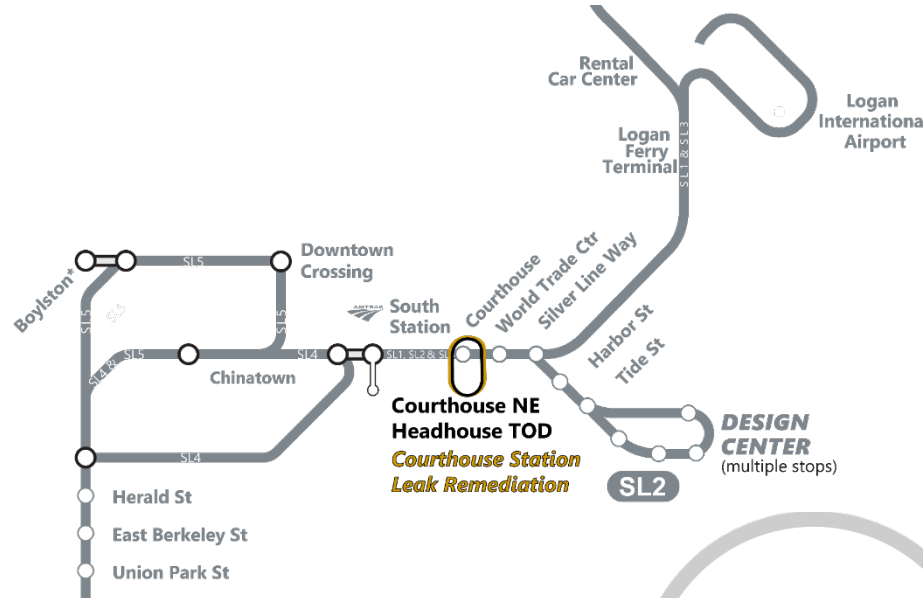 Rental
Car Center
Logan
International
Airport
Logan
Ferry
Terminal
SL1 & SL3
Downtown
Crossing
SL5
Boylston*
SL5
SL5
SL5
AMTRAK
South
Station
Courthouse
World Trade Ctr
Silver Line Way
Harbor St
Tide St
SL4 &
SL5
Chinatown
SL4
SL1, SL2 & SL
Courthouse NE
Headhouse TOD
Courthouse Station
Leak Remediation
DESIGN
CENTER
(multiple stops)
SL2
SL4
Herald St
East Berkeley St
Union Park St